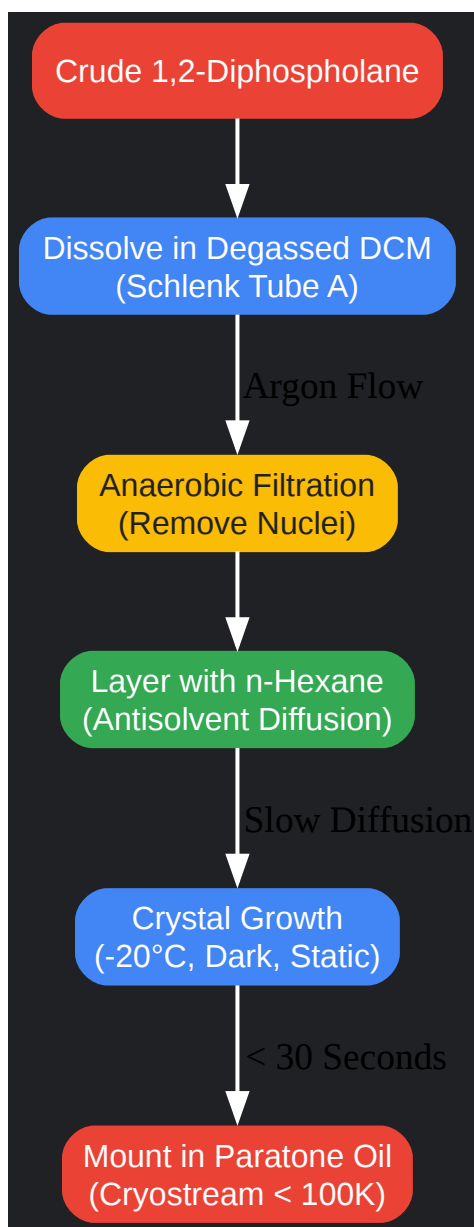 Crude 1,2-Diphospholane
Dissolve in Degassed DCM
(Schlenk Tube A)
Argon Flow
Anaerobic Filtration
(Remove Nuclei)
Layer with n-Hexane
(Antisolvent Diffusion)
Slow Diffusion
Crystal Growth
(-20°C, Dark, Static)
< 30 Seconds
Mount in Paratone Oil
(Cryostream < 100K)